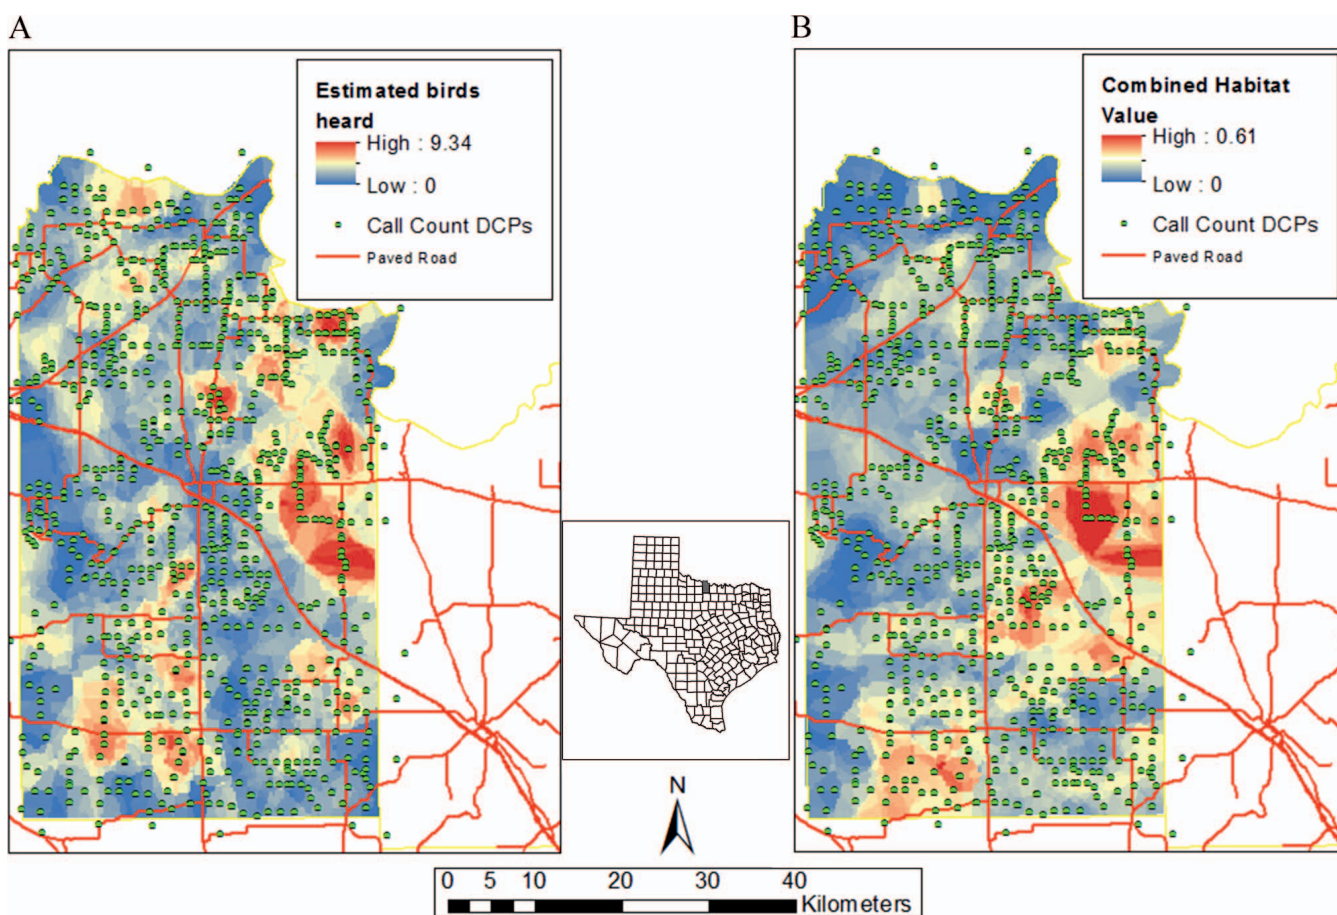 A
Estimated birds
heard
High : 9.34
Low : 0
Call Count DCPs
Paved Road
B
Combined Habitat
Value
High : 0.61
Low : 0
Call Count DCPs
Paved Road
N
0 5 10 20 30 40
Kilometers